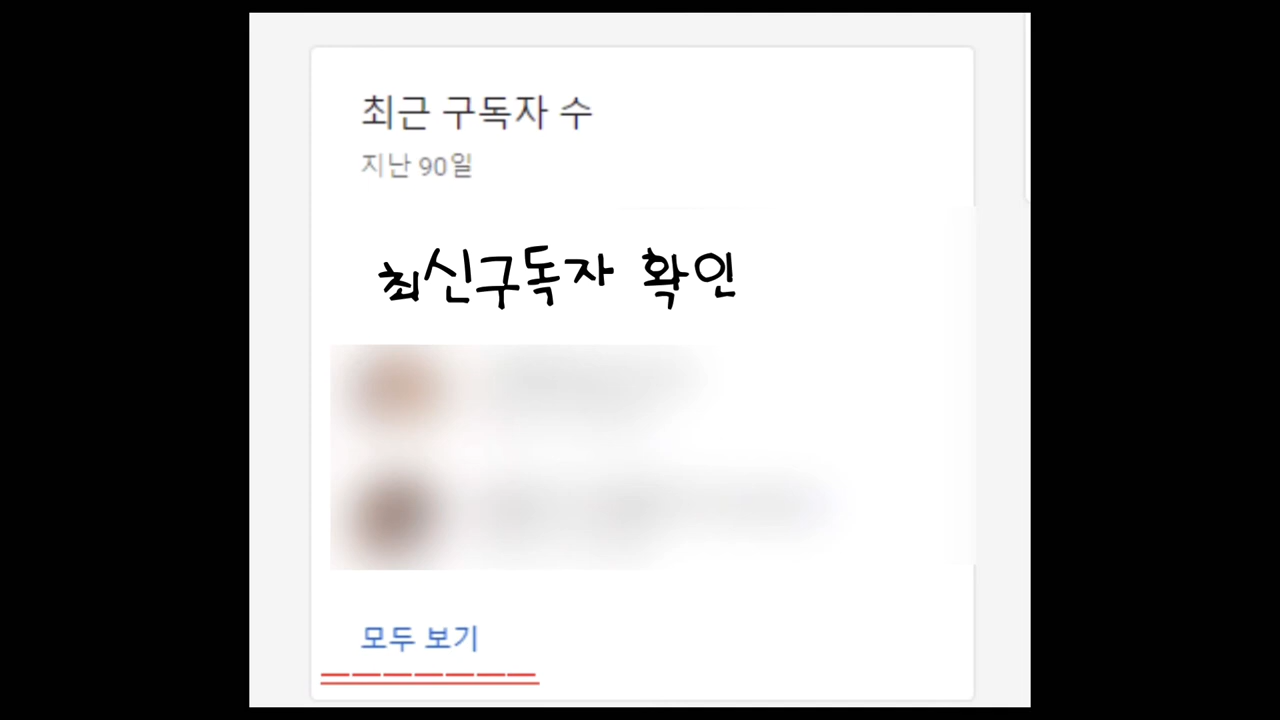 최근 구독자 수
지난 90일
최신구독자 확인
모두 보기